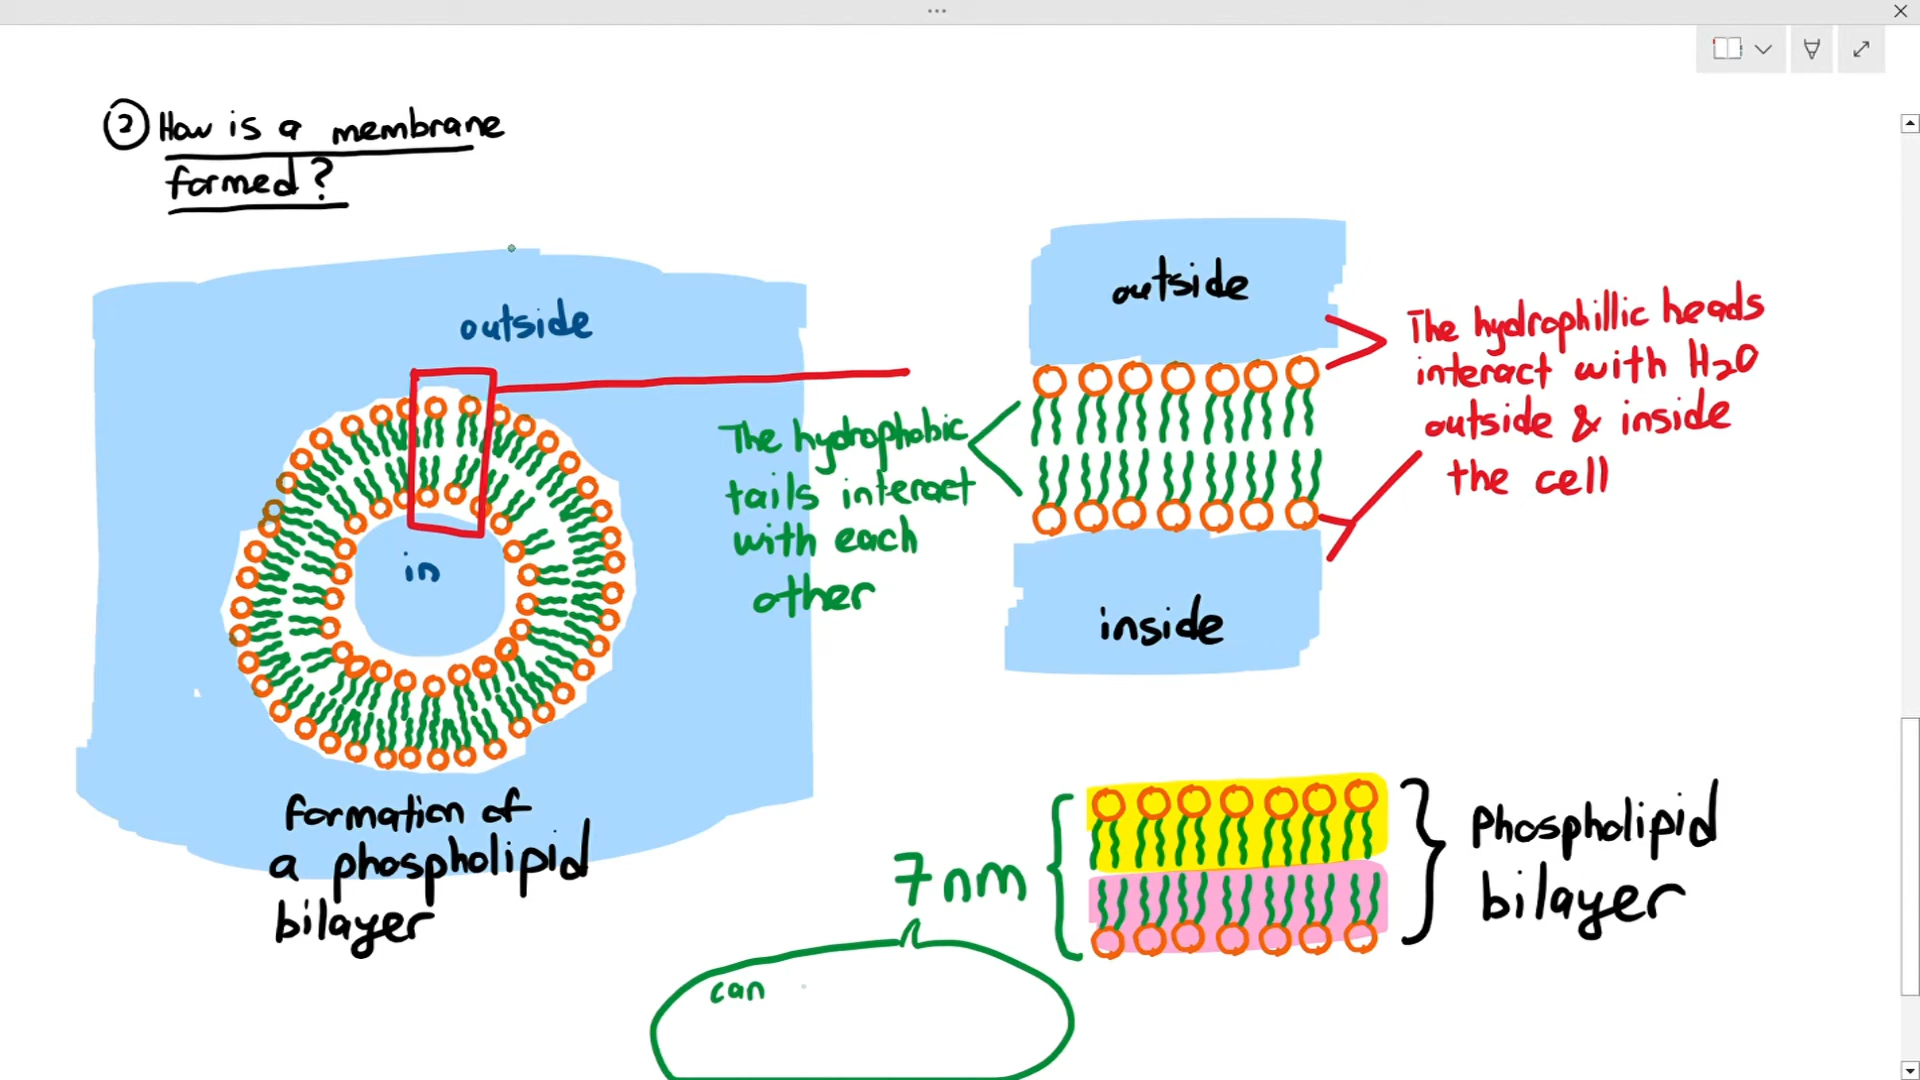 2 How is a membrane
formed?
outside
in
formation of
a phospholipid
bilayer
The hydrophobic
tails interact
with each
other
outside
inside
The hydrophillic heads
interact with H2O
outside & inside
the cell
7nm
Phospholipid
bilayer
can